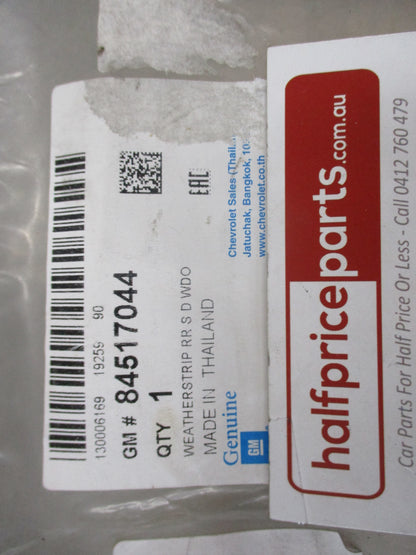 130006169 19259 90
GM # 84517044
QTY 1
WEATHERSTRIP RR S D WDO
MADE IN THAILAND
Genuine
GM
EAC
Chevrolet Sales (Thail...
Jatuchak, Bangkok, 10
www.chevrolet.co.th
halfpriceparts.com.au
Car Parts For Half Price Or Less - Call 0412 760 479